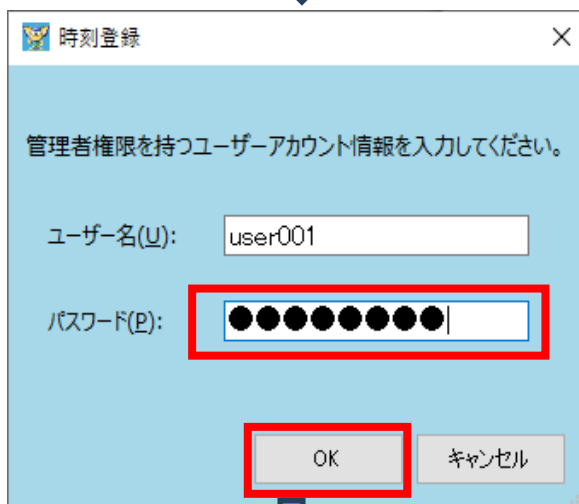 時刻登録
管理者権限を持つユーザーアカウント情報を入力してください。
ユーザー名(U):
user001
パスワード(P):
●●●●●●●●
OK
キャンセル